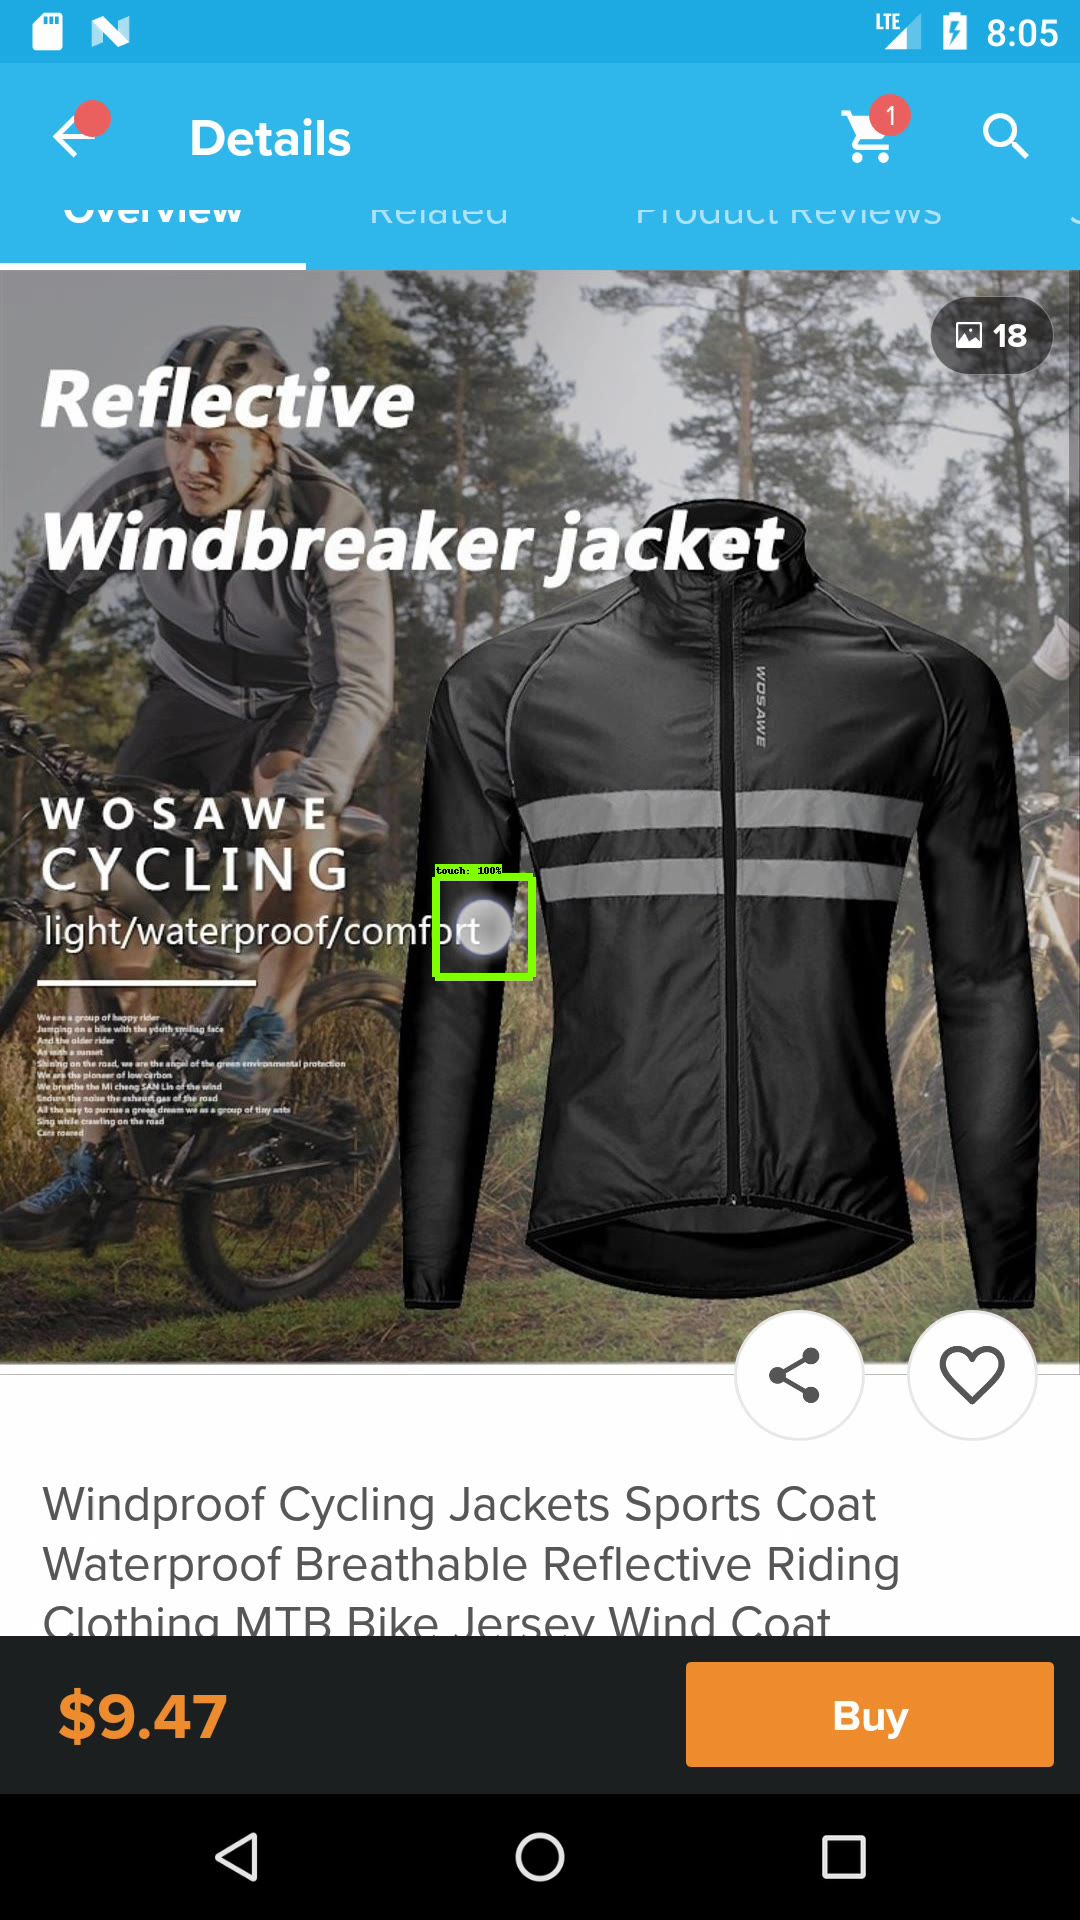 LTE 8:05
Details
1
Overview Related Product Reviews
18
Reflective
Windbreaker jacket
WOSAWE
WOSAWE
CYCLING
touch: 100%
light/waterproof/comfort
We are a group of happy rider
Jumping on a bike with the youth smiling face
And the older rider
As with a sunset
Shining on the road, we are the angel of the green environmental protection
We are the pioneer of low carbon
We breathe the Mi cheng SAN Lin of the wind
Endure the noise the exhaust gas of the road
All the way to pursue a green dream we as a group of tiny ants
Sing while crawling on the road
Cars roared
Windproof Cycling Jackets Sports Coat
Waterproof Breathable Reflective Riding
Clothing MTB Bike Jersey Wind Coat
$9.47
Buy